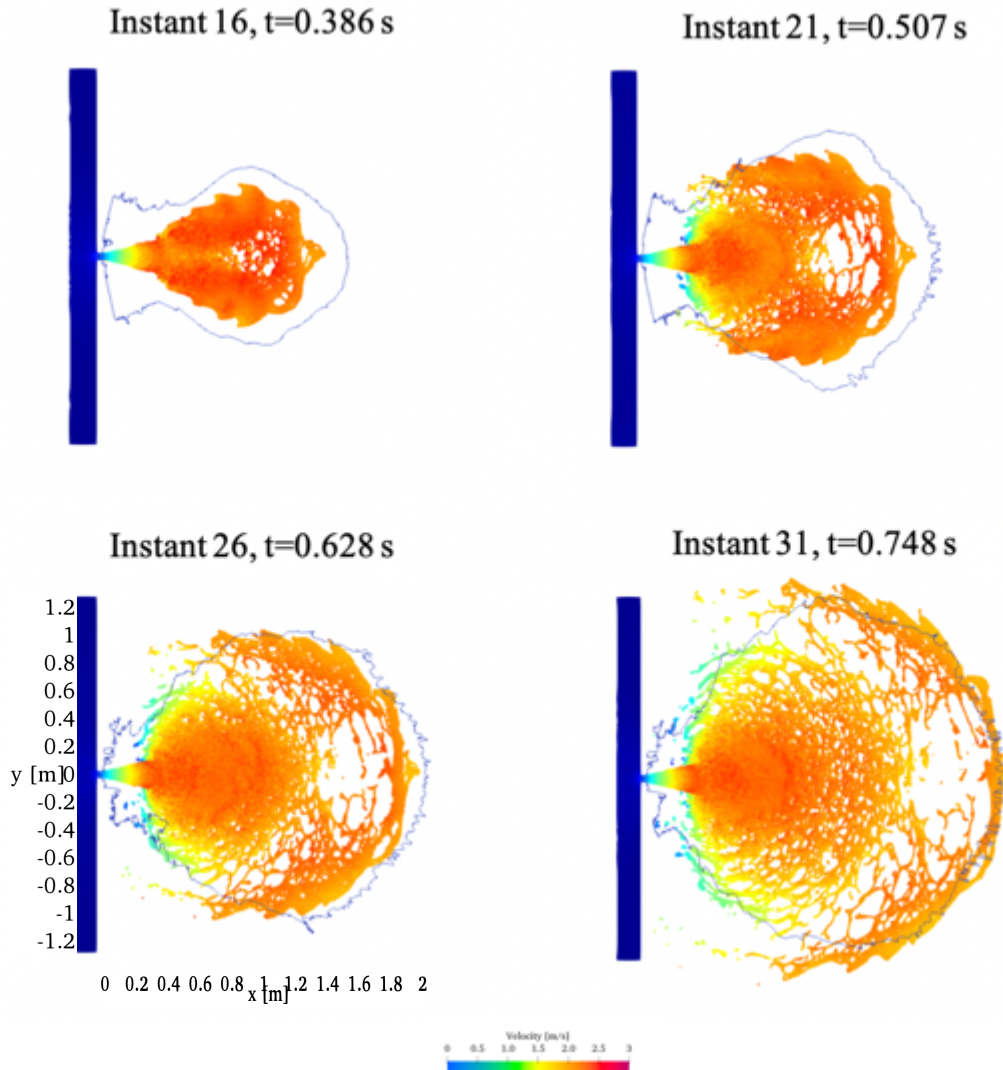 Instant 16, t=0.386 s
Instant 21, t=0.507 s
Instant 26, t=0.628 s
Instant 31, t=0.748 s
1.2
1
0.8
0.6
0.4
0.2
y [m]0
-0.2
-0.4
-0.6
-0.8
-1
-1.2
0 0.2 0.4 0.6 0.8 1 1.2 1.4 1.6 1.8 2
x [m]
Velocity [m/s]
0 0.5 1.0 1.5 2.0 2.5 3